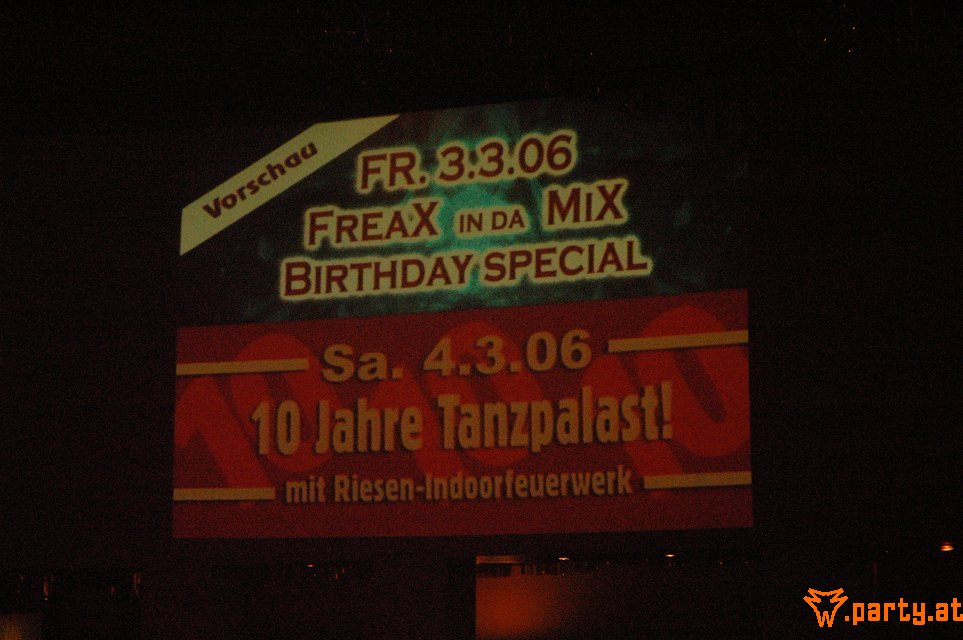 Vorschau
FR. 3.3.06
FREAX IN DA MIX
BIRTHDAY SPECIAL
Sa. 4.3.06
10 Jahre Tanzpalast!
mit Riesen-Indoorfeuerwerk
.party.at